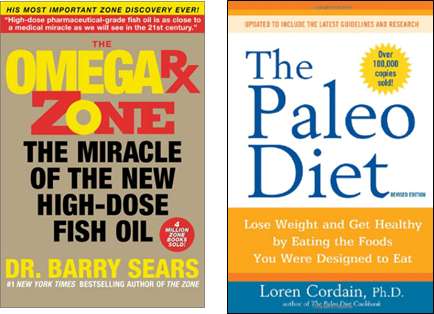 HIS MOST IMPORTANT ZONE DISCOVERY EVER!
"High-dose pharmaceutical-grade fish oil is as close to
a medical miracle as we will see in the 21st century."
THE
OMEGA Rx
ZONE
THE MIRACLE
OF THE NEW
HIGH-DOSE
FISH OIL
4
MILLION
ZONE
BOOKS
SOLD!
DR. BARRY SEARS
#1 NEW YORK TIMES BESTSELLING AUTHOR OF THE ZONE
UPDATED TO INCLUDE THE LATEST GUIDELINES AND RESEARCH
Over
100,000
copies
sold!
The
Paleo
Diet
REVISED EDITION
Lose Weight and Get Healthy
by Eating the Foods
You Were Designed to Eat
Loren Cordain, Ph.D.
author of The Paleo Diet Cookbook